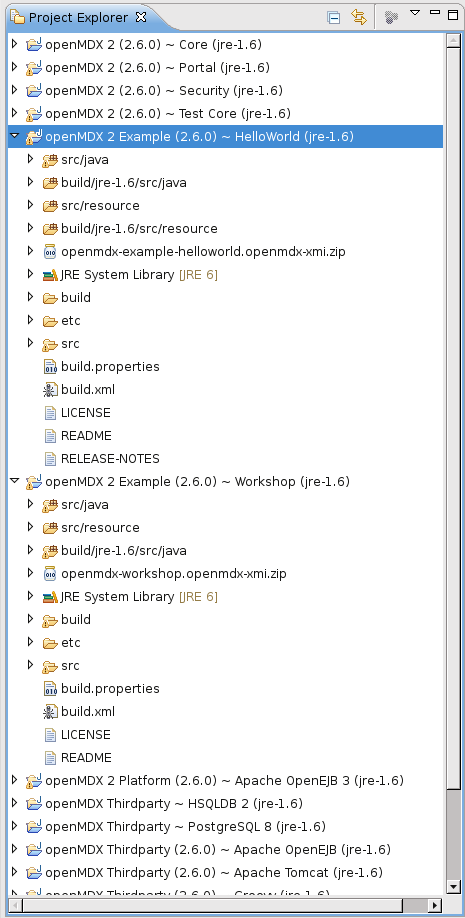 Project Explorer
openMDX 2 (2.6.0) ~ Core (jre-1.6)
openMDX 2 (2.6.0) ~ Portal (jre-1.6)
openMDX 2 (2.6.0) ~ Security (jre-1.6)
openMDX 2 (2.6.0) ~ Test Core (jre-1.6)
openMDX 2 Example (2.6.0) ~ HelloWorld (jre-1.6)
src/java
build/jre-1.6/src/java
src/resource
build/jre-1.6/src/resource
openmdx-example-helloworld.openmdx-xmi.zip
JRE System Library [JRE 6]
build
etc
src
build.properties
build.xml
LICENSE
README
RELEASE-NOTES
openMDX 2 Example (2.6.0) ~ Workshop (jre-1.6)
src/java
src/resource
build/jre-1.6/src/java
openmdx-workshop.openmdx-xmi.zip
JRE System Library [JRE 6]
build
etc
src
build.properties
build.xml
LICENSE
README
openMDX 2 Platform (2.6.0) ~ Apache OpenEJB 3 (jre-1.6)
openMDX Thirdparty ~ HSQLDB 2 (jre-1.6)
openMDX Thirdparty ~ PostgreSQL 8 (jre-1.6)
openMDX Thirdparty (2.6.0) ~ Apache OpenEJB (jre-1.6)
openMDX Thirdparty (2.6.0) ~ Apache Tomcat (jre-1.6)
openMDX Thirdparty (2.6.0) ~ Groovy (jre-1.6)